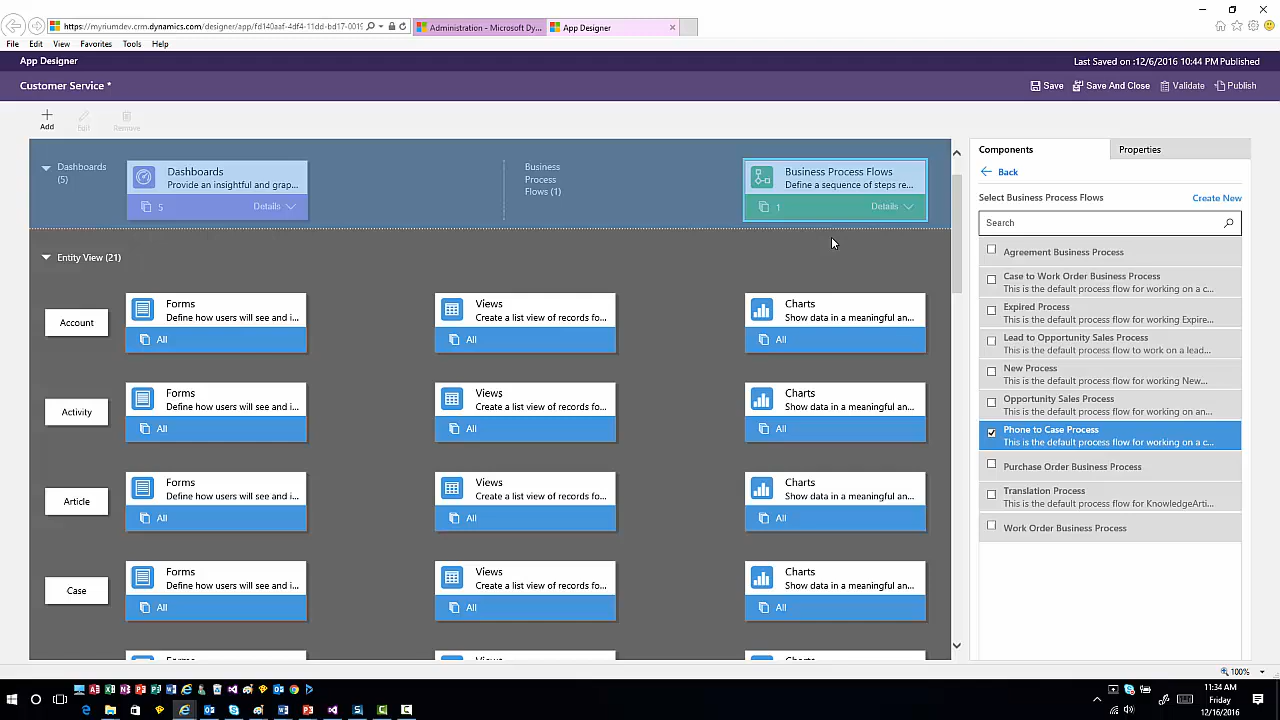 https://myriumdev.crm.dynamics.com/designer/app/fd140aaf-4df4-11dd-bd17-0019
Administration - Microsoft Dy...
App Designer
File Edit View Favorites Tools Help
App Designer
Last Saved on :12/6/2016 10:44 PM Published
Customer Service *
Save
Save And Close
Validate
Publish
Add
Edit
Remove
Dashboards
(5)
Dashboards
Provide an insightful and grap...
5
Details
Business
Process
Flows (1)
Business Process Flows
Define a sequence of steps re...
1
Details
Entity View (21)
Account
Forms
Define how users will see and i...
All
Views
Create a list view of records fo...
All
Charts
Show data in a meaningful an...
All
Activity
Forms
Define how users will see and i...
All
Views
Create a list view of records fo...
All
Charts
Show data in a meaningful an...
All
Article
Forms
Define how users will see and i...
All
Views
Create a list view of records fo...
All
Charts
Show data in a meaningful an...
All
Case
Forms
Define how users will see and i...
All
Views
Create a list view of records fo...
All
Charts
Show data in a meaningful an...
All
Components
Properties
Back
Select Business Process Flows
Create New
Search
Agreement Business Process
Case to Work Order Business Process
This is the default process flow for working on a c...
Expired Process
This is the default process flow for working Expire...
Lead to Opportunity Sales Process
This is the default process flow to work on a lead...
New Process
This is the default process flow for working New...
Opportunity Sales Process
This is the default process flow for working on an...
Phone to Case Process
This is the default process flow for working on a c...
Purchase Order Business Process
Translation Process
This is the default process flow for KnowledgeArti...
Work Order Business Process
100%
11:34 AM
Friday
12/16/2016